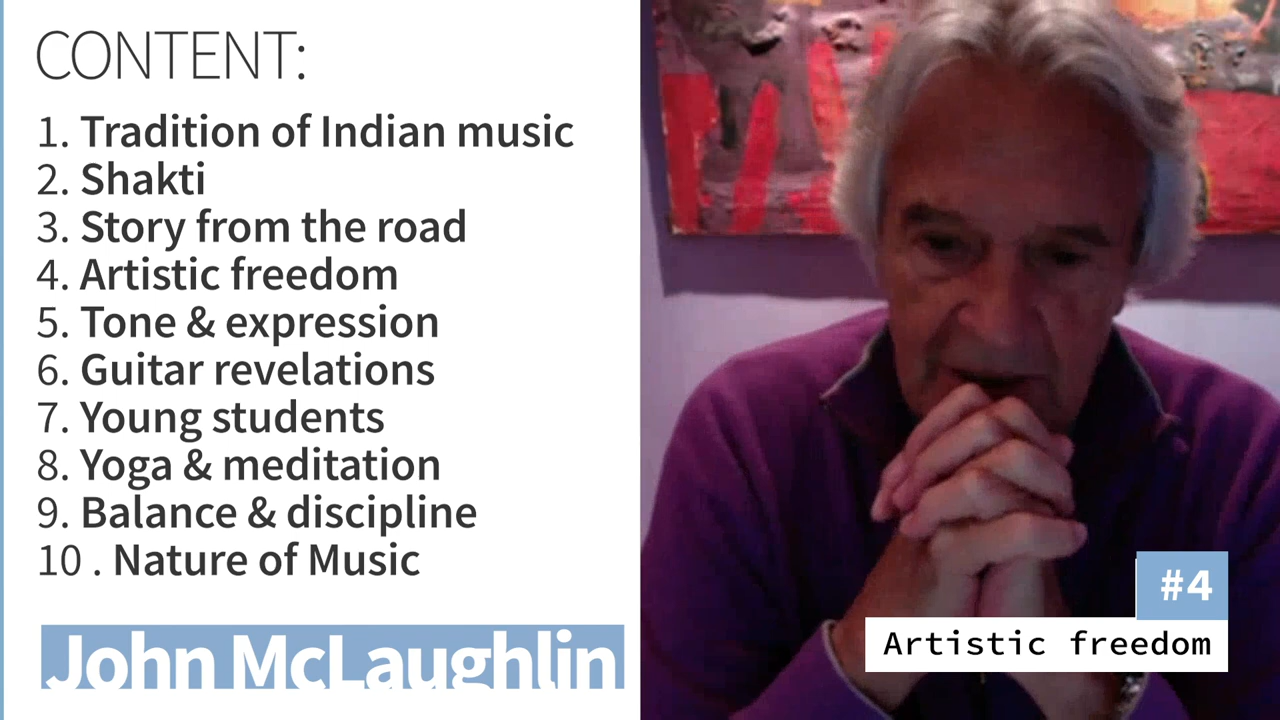 CONTENT:
1. Tradition of Indian music
2. Shakti
3. Story from the road
4. Artistic freedom
5. Tone & expression
6. Guitar revelations
7. Young students
8. Yoga & meditation
9. Balance & discipline
10 . Nature of Music
John McLaughlin
#4
Artistic freedom